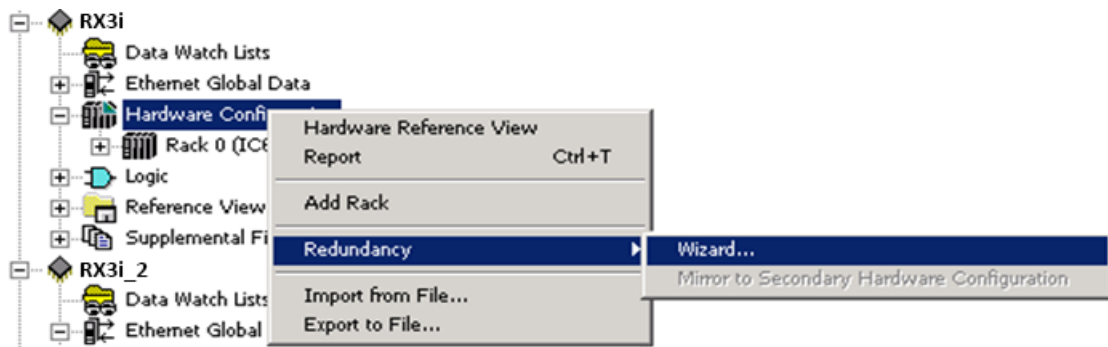 RX3i
Data Watch Lists
Ethernet Global Data
Hardware Confi
Rack 0 (IC6
Logic
Reference View
Supplemental Fi
RX3i_2
Data Watch Lists
Ethernet Global
Hardware Reference View
Report Ctrl+T
Add Rack
Redundancy
Import from File...
Export to File...
Wizard...
Mirror to Secondary Hardware Configuration